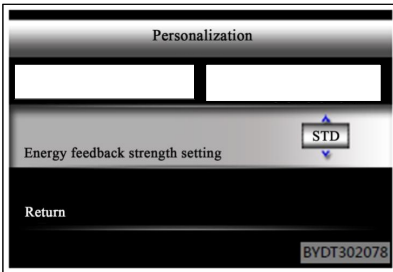 Personalization
STD
Energy feedback strength setting
Return
BYDT302078